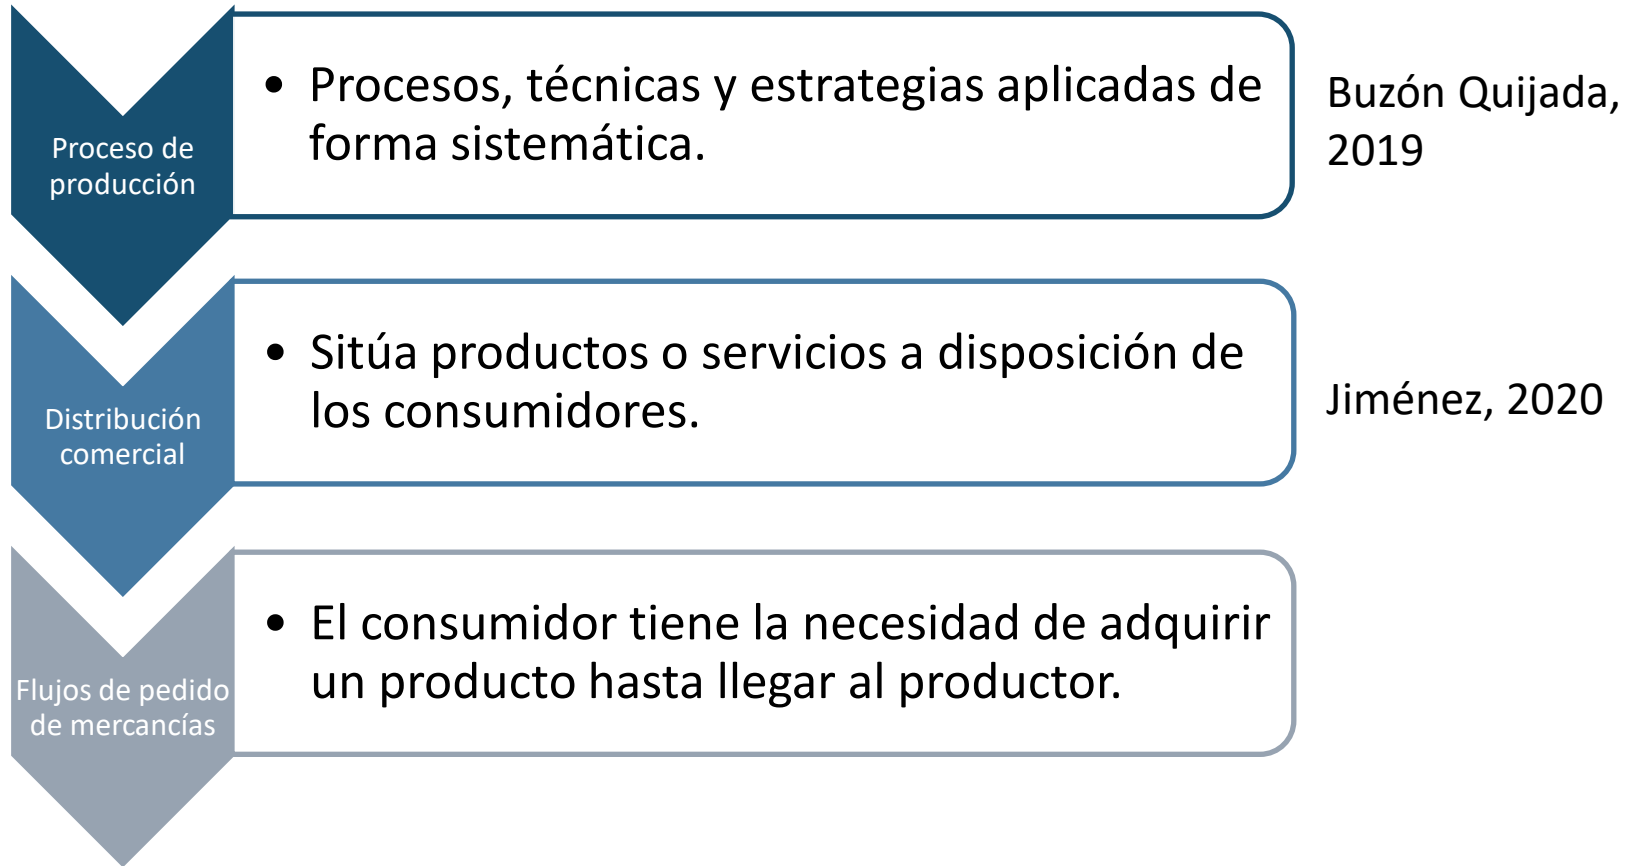 Proceso de
producción
• Procesos, técnicas y estrategias aplicadas de
forma sistemática.
Buzón Quijada,
2019
Distribución
comercial
• Sitúa productos o servicios a disposición de
los consumidores.
Jiménez, 2020
Flujos de pedido
de mercancías
• El consumidor tiene la necesidad de adquirir
un producto hasta llegar al productor.